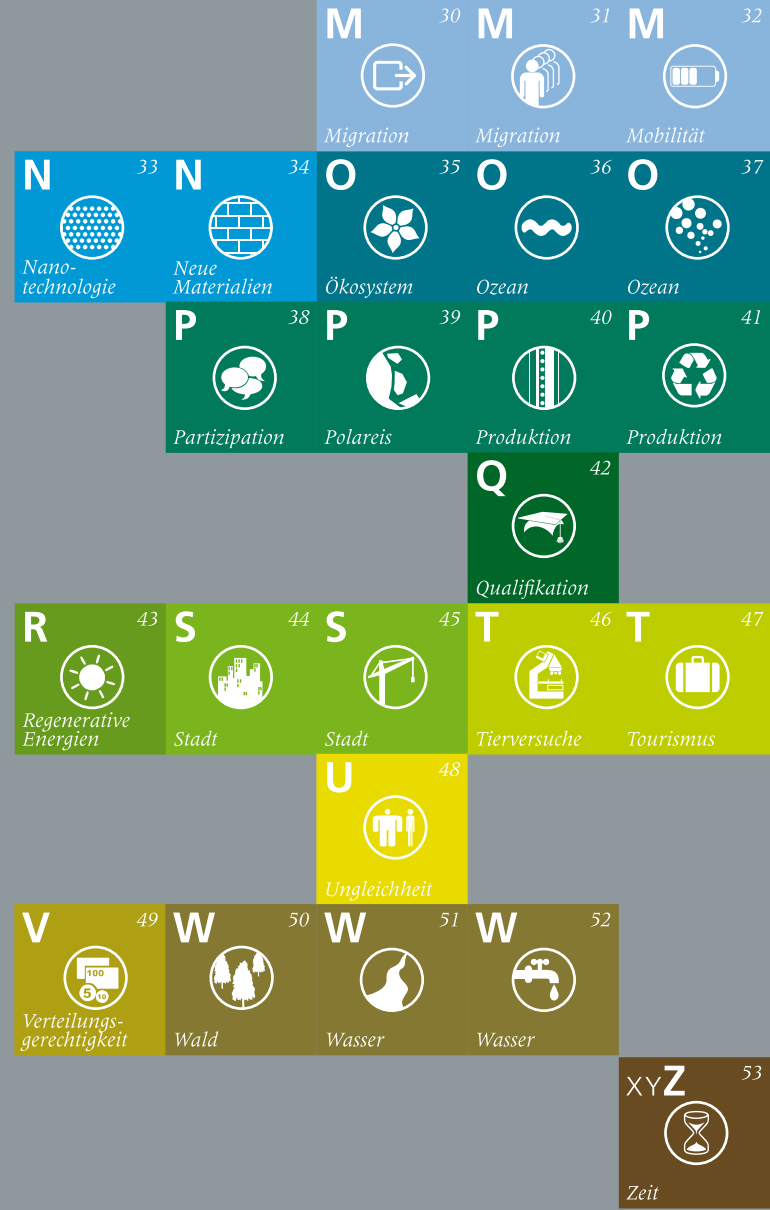 M 30
Migration
M 31
Migration
M 32
Mobilität
N 33
Nano-
technologie
N 34
Neue
Materialien
O 35
Ökosystem
O 36
Ozean
O 37
Ozean
P 38
Partizipation
P 39
Polareis
P 40
Produktion
P 41
Produktion
Q 42
Qualifikation
R 43
Regenerative
Energien
S 44
Stadt
S 45
Stadt
T 46
Tierversuche
T 47
Tourismus
U 48
Ungleichheit
V 49
100
5 10
Verteilungs-
gerechtigkeit
W 50
Wald
W 51
Wasser
W 52
Wasser
XYZ 53
Zeit